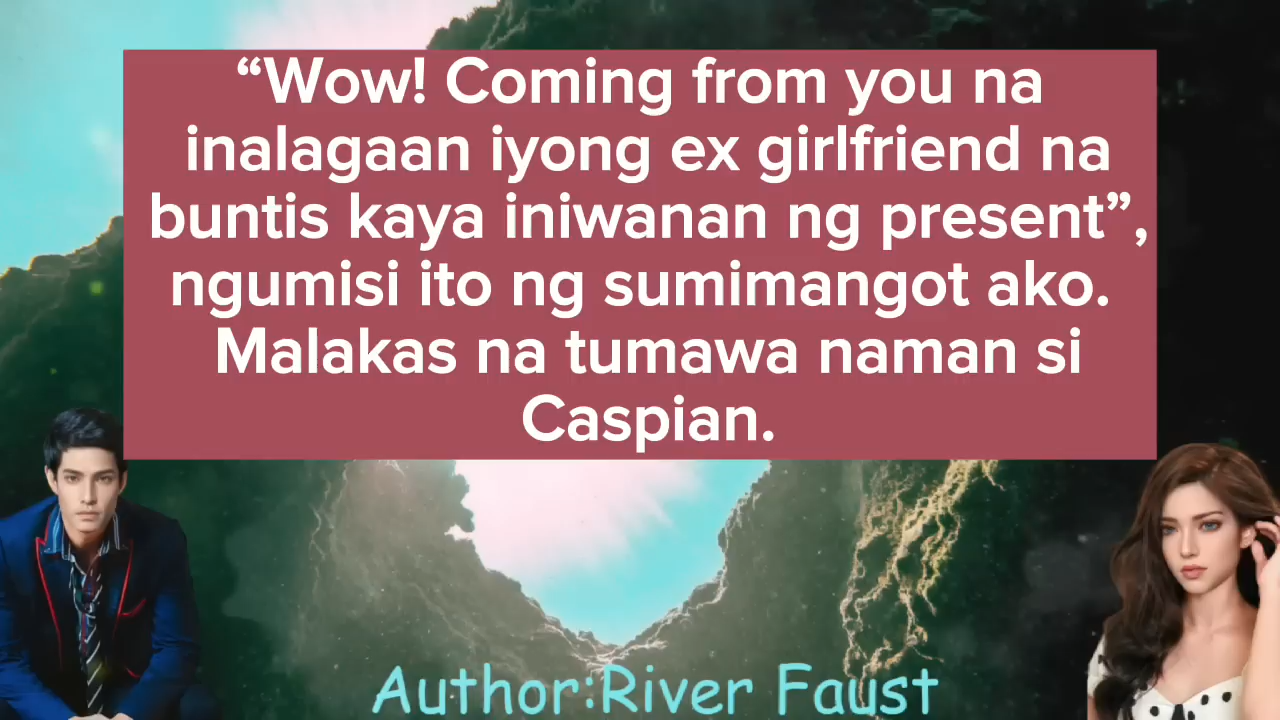 “Wow! Coming from you na
inalagaan iyong ex girlfriend na
buntis kaya iniwanan ng present”,
ngumisi ito ng sumimangot ako.
Malakas na tumawa naman si
Caspian.
Author:River Faust